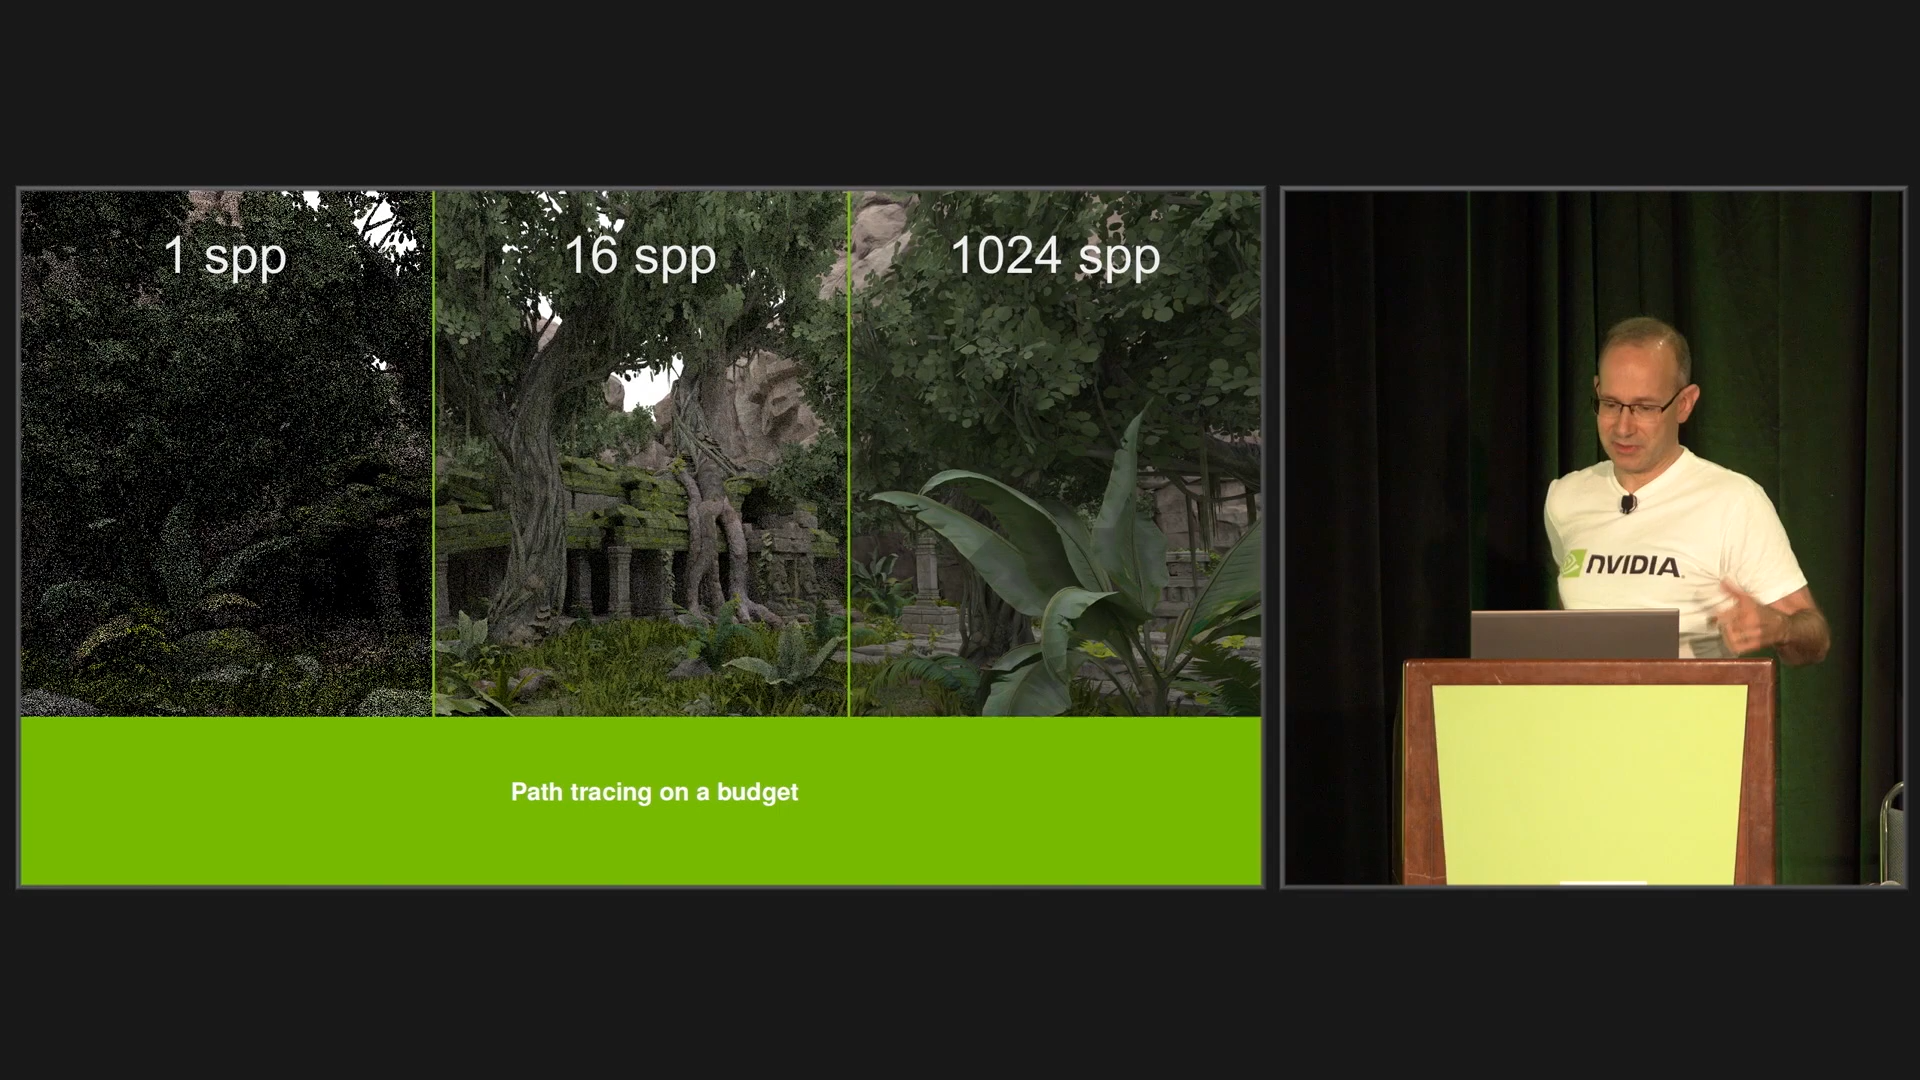 1 spp
16 spp
1024 spp
Path tracing on a budget
NVIDIA.